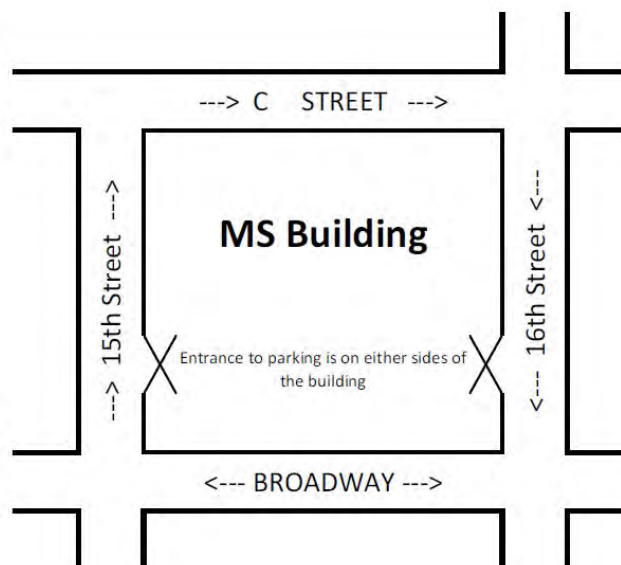 ---> C STREET --->
MS Building
---> 15th Street --->
<--- 16th Street <---
Entrance to parking is on either sides of
the building
<--- BROADWAY --->